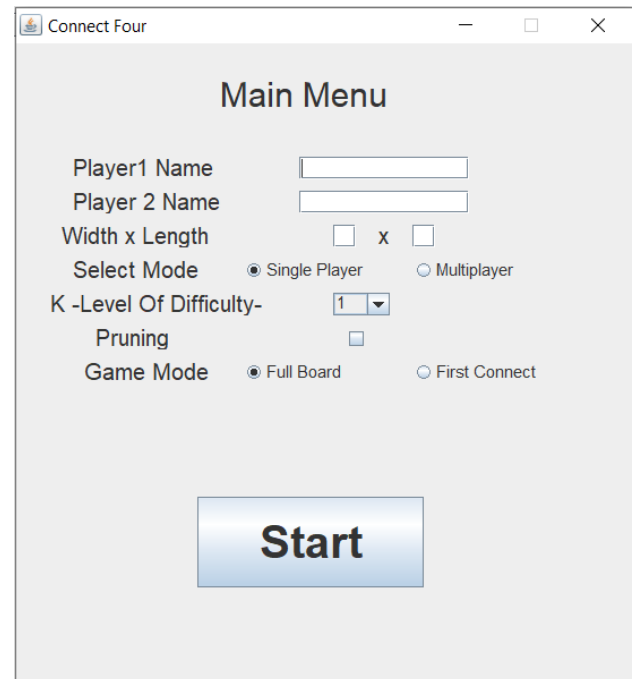 Connect Four
Main Menu
Player1 Name
Player 2 Name
Width x Length x
Select Mode Single Player Multiplayer
K -Level Of Difficulty- 1
Pruning
Game Mode Full Board First Connect
Start